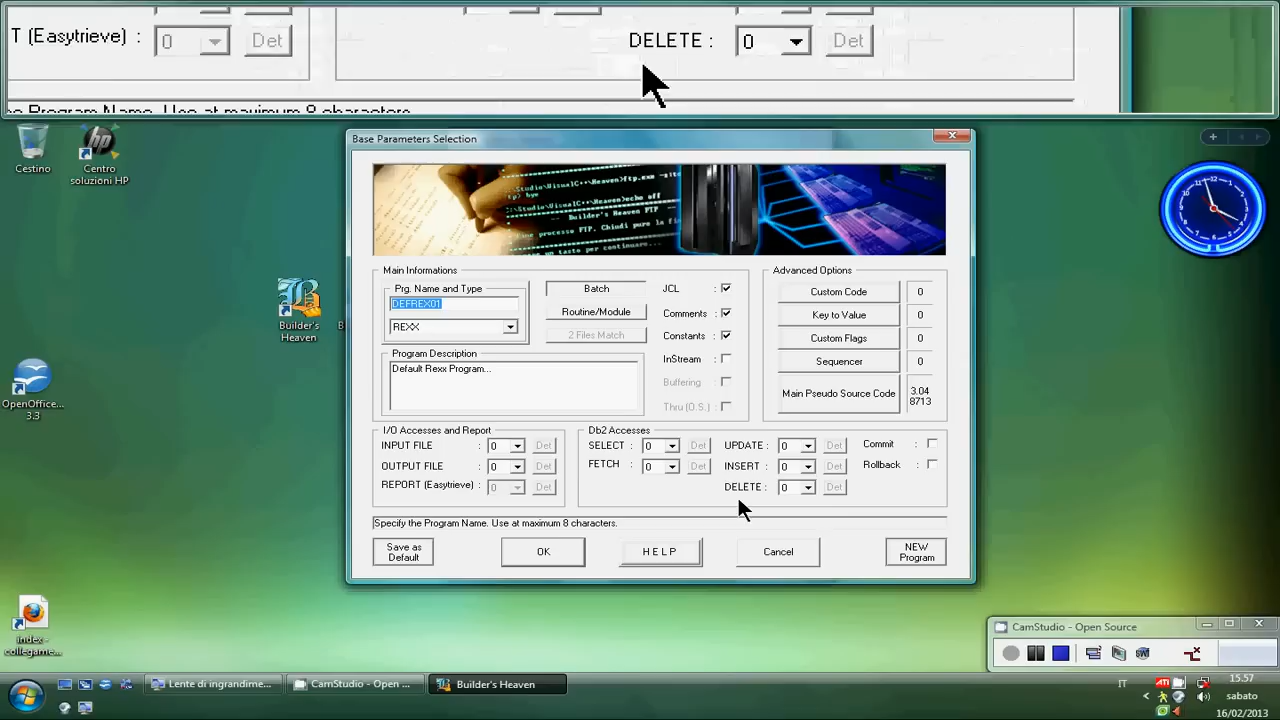 T (Easytrieve) : 0 Det
DELETE : 0 Det
Cestino
Centro
soluzioni HP
Builder's
Heaven
OpenOffice...
3.3
index -
collegame...
Base Parameters Selection
Builder's Heaven FTP
Main Informations
Prg. Name and Type
DEFREX01
REXX
Batch
Routine/Module
2 Files Match
JCL :
Comments :
Constants :
InStream :
Buffering :
Thru (O.S.) :
Program Description
Default Rexx Program...
Advanced Options
Custom Code 0
Key to Value 0
Custom Flags 0
Sequencer 0
Main Pseudo Source Code 3.04
8713
I/O Accesses and Report
INPUT FILE : 0 Det
OUTPUT FILE : 0 Det
REPORT (Easytrieve) : 0 Det
Db2 Accesses
SELECT : 0 Det
FETCH : 0 Det
UPDATE : 0 Det
INSERT : 0 Det
DELETE : 0 Det
Commit :
Rollback :
Specify the Program Name. Use at maximum 8 characters.
Save as
Default
OK
HELP
Cancel
NEW
Program
CamStudio - Open Source
Lente di ingrandime...
CamStudio - Open ...
Builder's Heaven
IT
ATI
15.57
sabato
16/02/2013